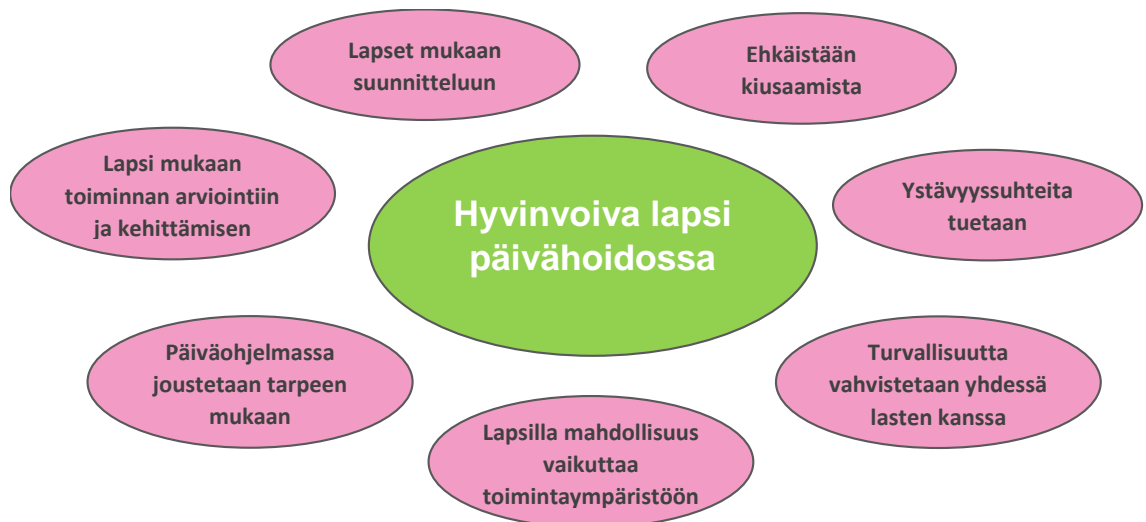 Lapset mukaan
suunnitteluun
Ehkäistään
kiusaamista
Lapsi mukaan
toiminnan arviointiin
ja kehittämisen
Hyvinvoiva lapsi
päivähoidossa
Ystävyyssuhteita
tuetaan
Päiväohjelmassa
joustetaan tarpeen
mukaan
Turvallisuutta
vahvistetaan yhdessä
lasten kanssa
Lapsilla mahdollisuus
vaikuttaa
toimintaympäristöön